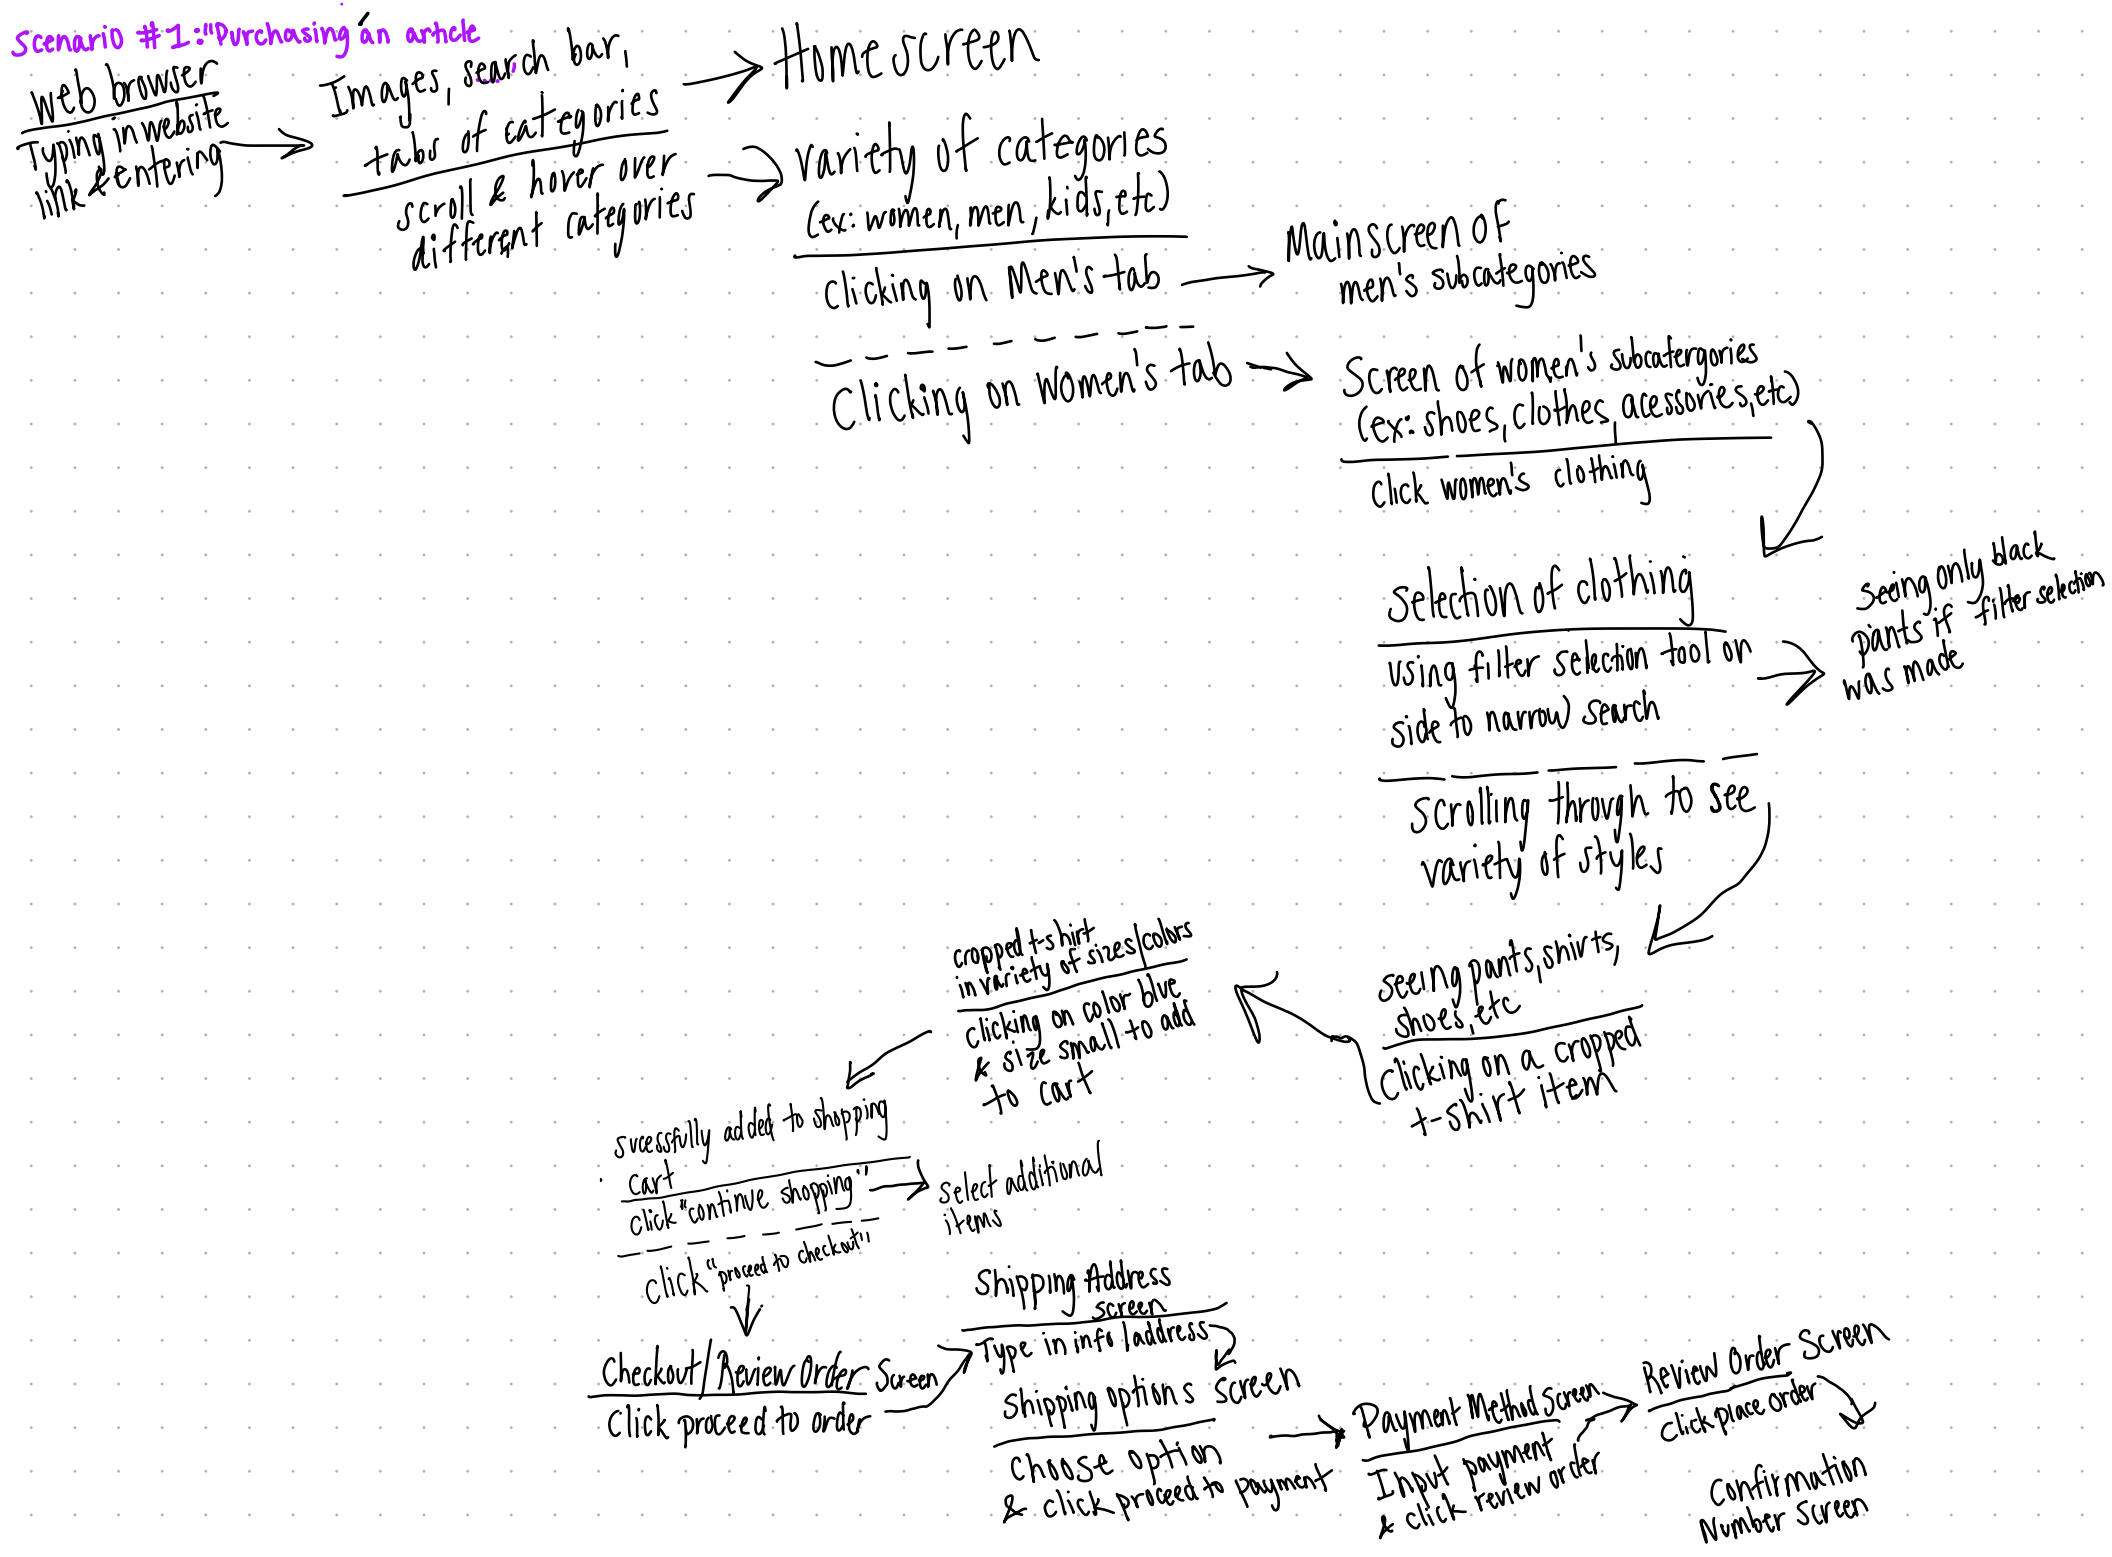 Scenario #1: "Purchasing an article
web browser
Typing in website
link & entering
Images, search bar,
tabs of categories
scroll & hover over
different categories
Home screen
variety of categories
(ex: women, men, kids, etc)
clicking on Men's tab
Clicking on women's tab
Main screen of
men's subcategories
Screen of women's subcatergories
(ex: shoes, clothes, acessories, etc)
click women's clothing
Selection of clothing
using filter selection tool on
side to narrow search
Scrolling through to see
variety of styles
Seeing only black
pants if filter selection
was made
seeing pants, shirts,
shoes, etc
Clicking on a cropped
t-shirt item
cropped t-shirt
in variety of sizes/colors
clicking on color blue
& size small to add
to cart
sucessfully added to shopping
cart
click "continue shopping"
click "proceed to checkout"
select additional
items
Checkout/Review Order Screen
Click proceed to order
Shipping Address
screen
Type in info/address
Shipping options screen
Choose option
& click proceed to payment
Payment Method Screen
Input payment
& click review order
Review Order Screen
Click place order
Confirmation
Number Screen